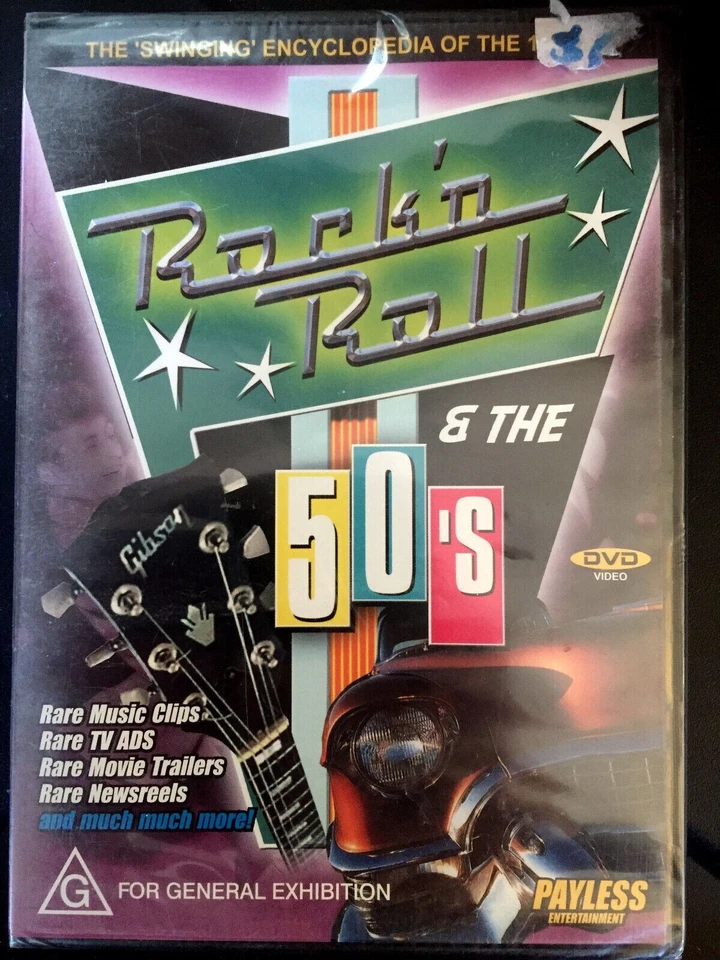 THE 'SWINGING' ENCYCLOPEDIA OF THE
Rock'n
Roll
& THE
50'S
Gibson
DVD
VIDEO
Rare Music Clips
Rare TV ADS
Rare Movie Trailers
Rare Newsreels
and much much more!
G
FOR GENERAL EXHIBITION
PAYLESS
ENTERTAINMENT